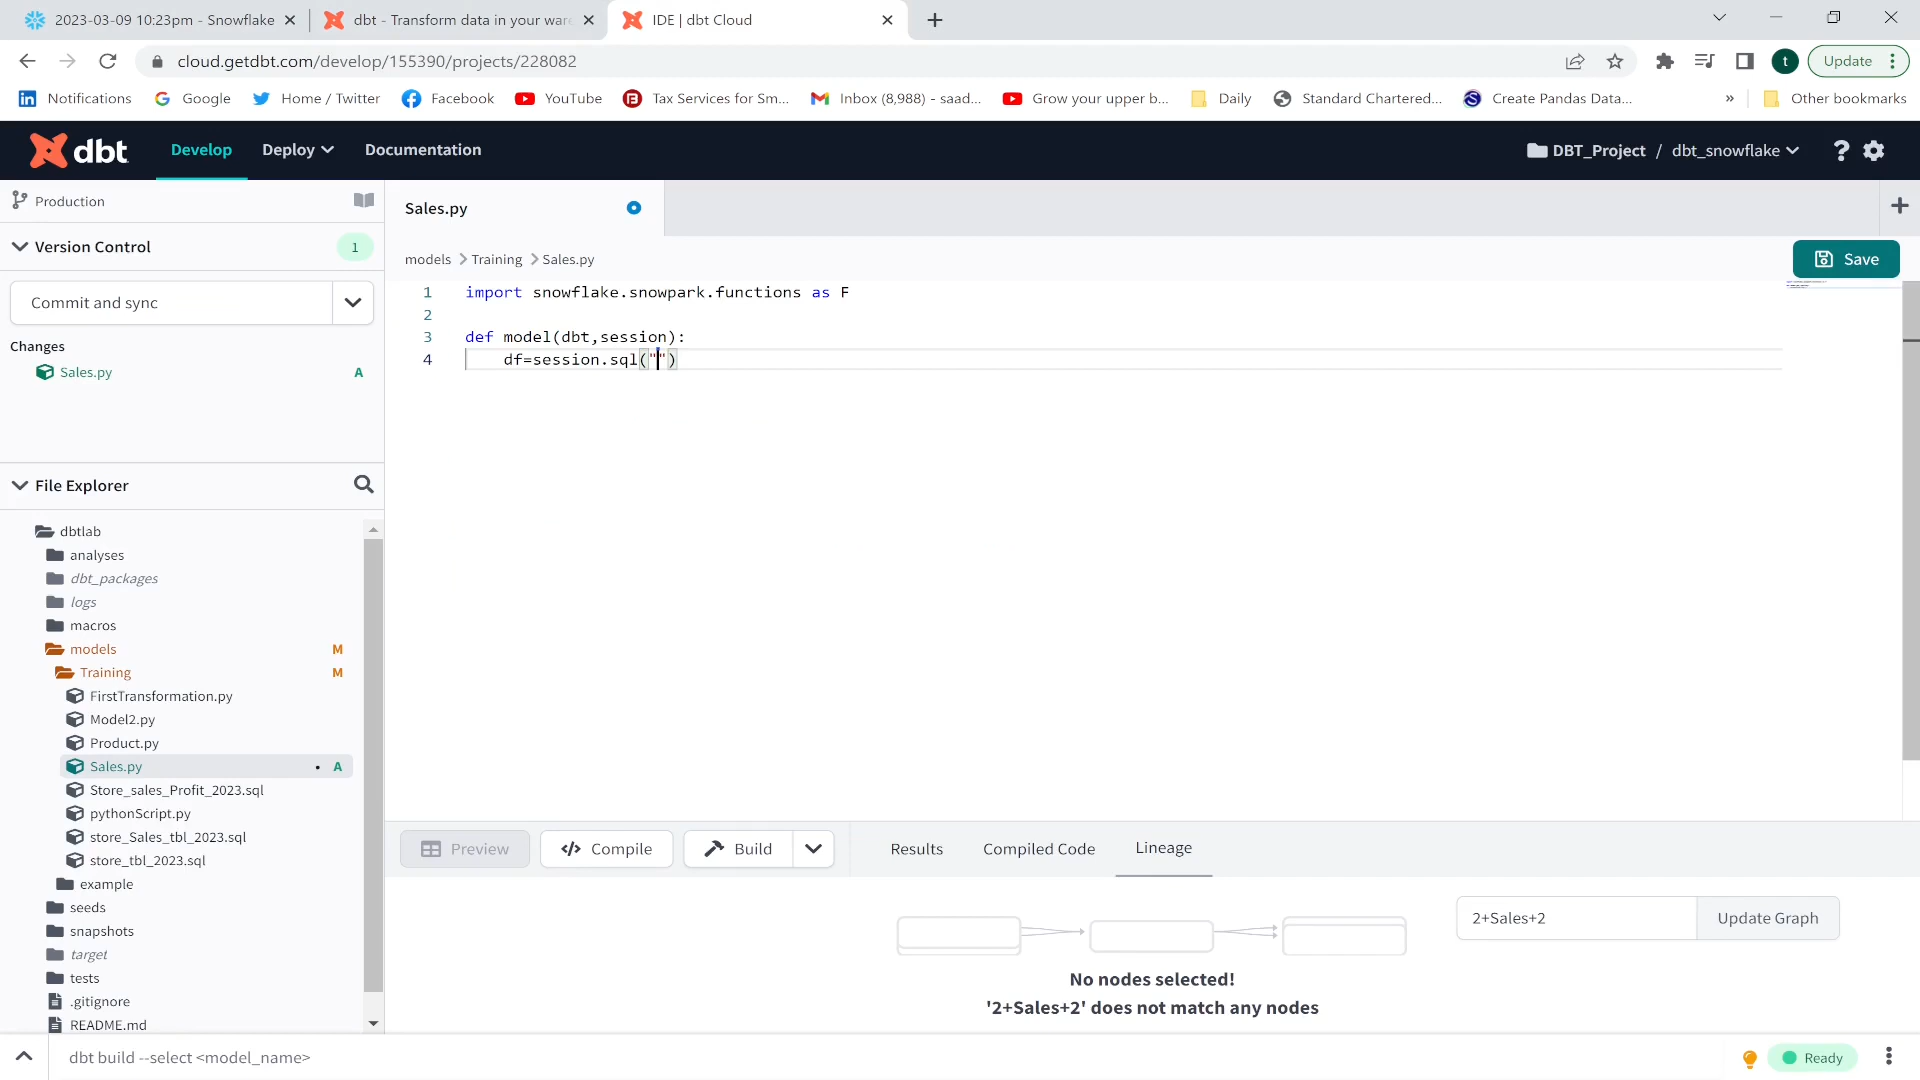 2023-03-09 10:23pm - Snowflake
dbt - Transform data in your ware
IDE | dbt Cloud
cloud.getdbt.com/develop/155390/projects/228082
t
Update
Notifications
Google
Home / Twitter
Facebook
YouTube
Tax Services for Sm...
Inbox (8,988) - saad...
Grow your upper b...
Daily
Standard Chartered...
Create Pandas Data...
»
Other bookmarks
dbt
Develop
Deploy
Documentation
DBT_Project / dbt_snowflake
?
Production
Version Control
1
Commit and sync
Changes
Sales.py A
File Explorer
dbtlab
analyses
dbt_packages
logs
macros
models M
Training M
FirstTransformation.py
Model2.py
Product.py
Sales.py • A
Store_sales_Profit_2023.sql
pythonScript.py
store_Sales_tbl_2023.sql
store_tbl_2023.sql
example
seeds
snapshots
target
tests
.gitignore
README.md
Sales.py
models > Training > Sales.py
Save
1 import snowflake.snowpark.functions as F
2
3 def model(dbt,session):
4 df=session.sql("")
Preview
</> Compile
Build
Results
Compiled Code
Lineage
2+Sales+2
Update Graph
No nodes selected!
'2+Sales+2' does not match any nodes
dbt build --select <model_name>
Ready